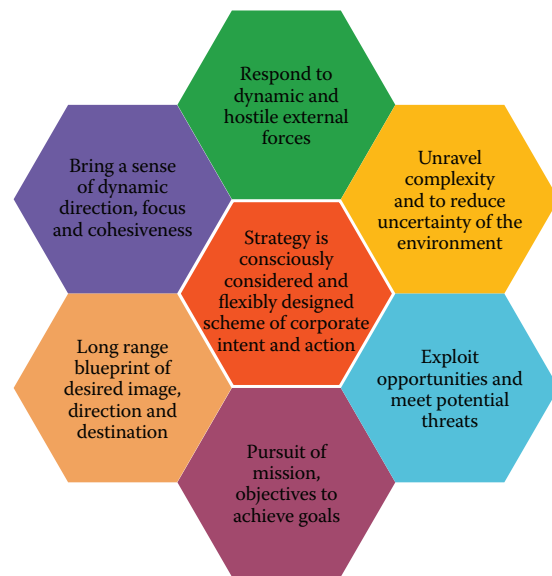 Respond to
dynamic and
hostile external
forces
Unravel
complexity
and to reduce
uncertainty of the
environment
Bring a sense
of dynamic
direction, focus
and cohesiveness
Strategy is
consciously
considered and
flexibly designed
scheme of corporate
intent and action
Long range
blueprint of
desired image,
direction and
destination
Exploit
opportunities and
meet potential
threats
Pursuit of
mission,
objectives to
achieve goals